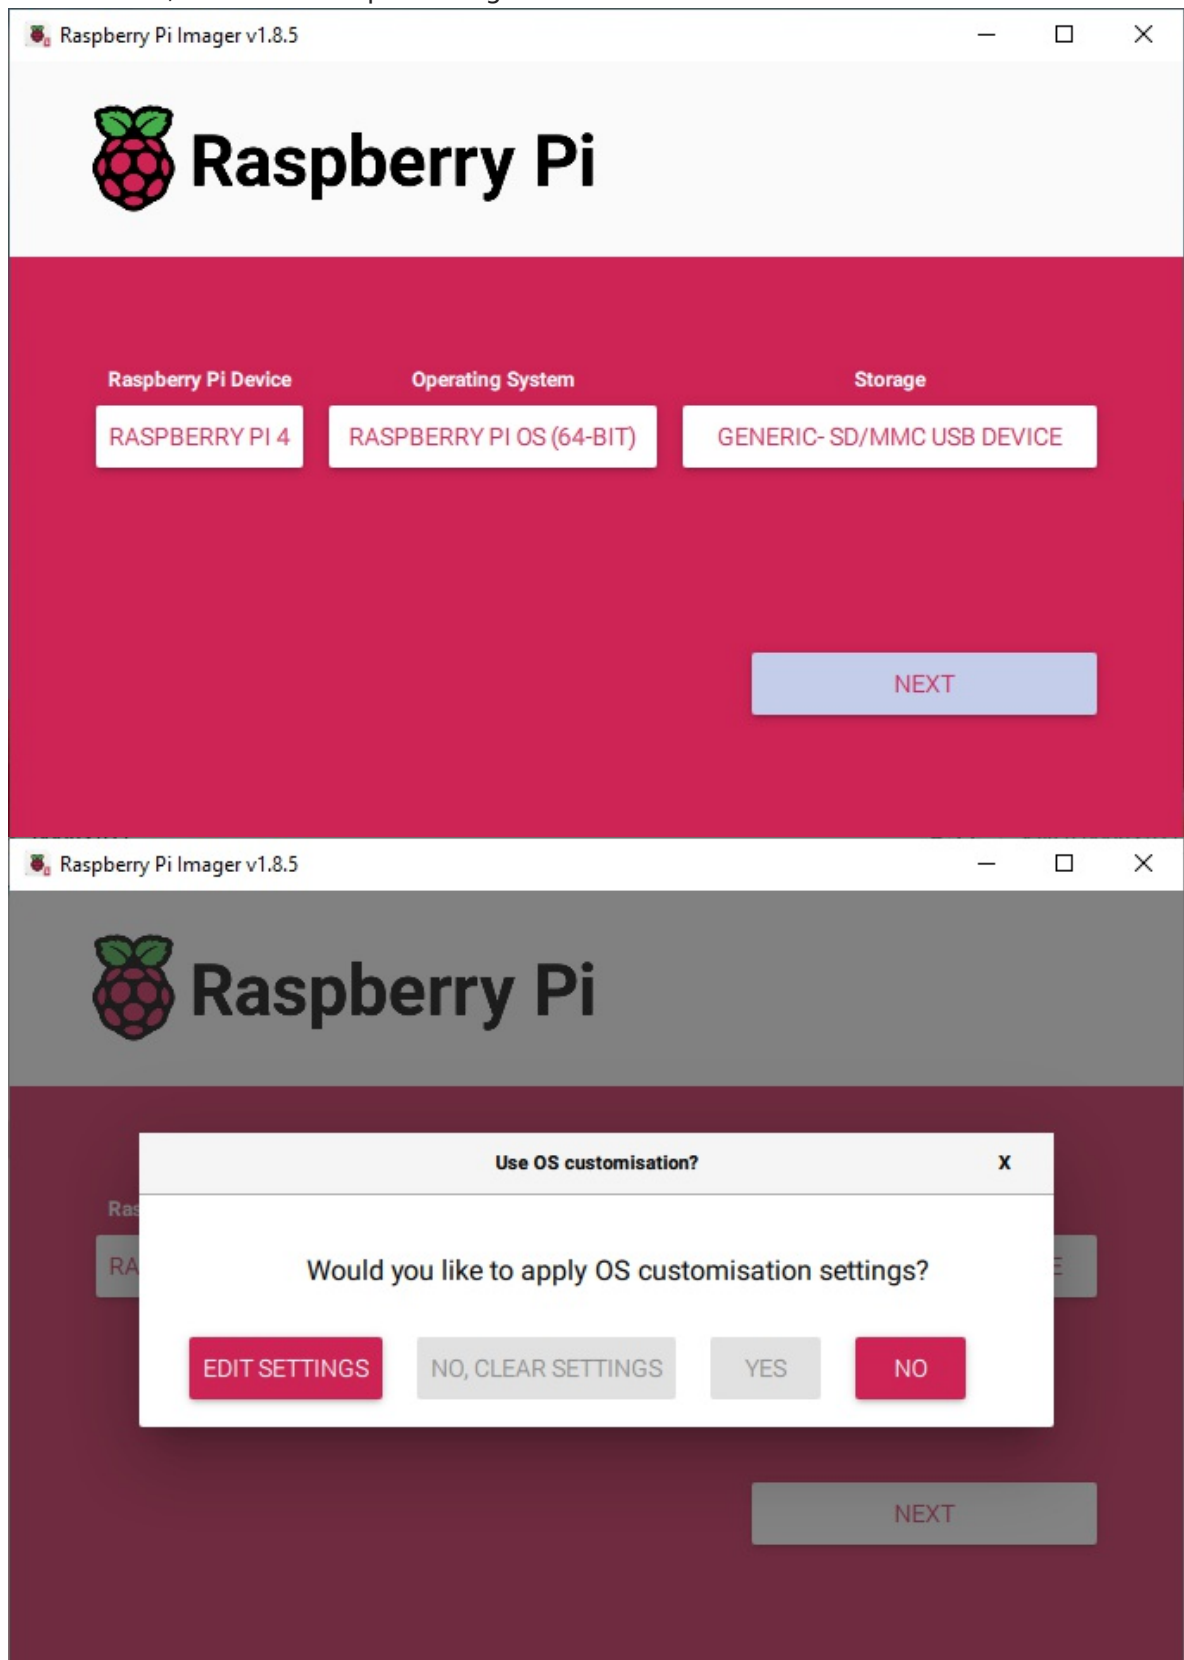 Raspberry Pi Imager v1.8.5
Raspberry Pi
Raspberry Pi Device Operating System Storage
RASPBERRY PI 4 RASPBERRY PI OS (64-BIT) GENERIC- SD/MMC USB DEVICE
NEXT
Raspberry Pi Imager v1.8.5
Raspberry Pi
Use OS customisation? X
Ras
RA
Would you like to apply OS customisation settings?
EDIT SETTINGS NO, CLEAR SETTINGS YES NO
NEXT